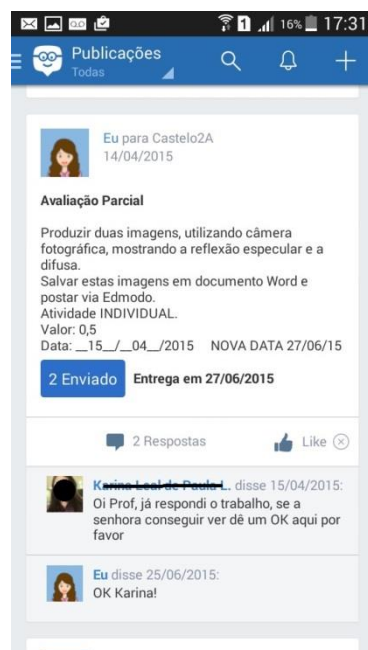 16% 17:31
Publicações
Todas
Eu para Castelo2A
14/04/2015
Avaliação Parcial
Produzir duas imagens, utilizando câmera
fotográfica, mostrando a reflexão especular e a
difusa.
Salvar estas imagens em documento Word e
postar via Edmodo.
Atividade INDIVIDUAL.
Valor: 0,5
Data: __15__/__04__/2015 NOVA DATA 27/06/15
2 Enviado Entrega em 27/06/2015
2 Respostas Like
L. disse 15/04/2015:
Oi Prof, já respondi o trabalho, se a
senhora conseguir ver dê um OK aqui por
favor
Eu disse 25/06/2015:
OK Karina!